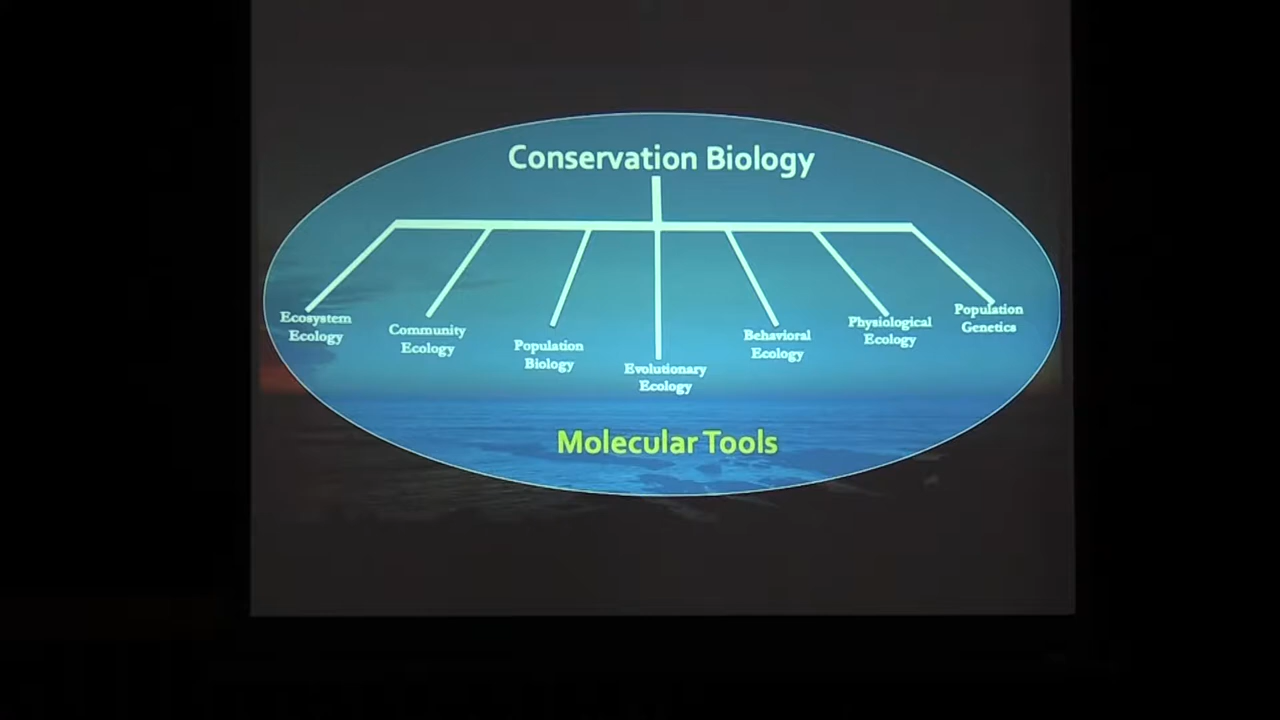 Conservation Biology
Ecosystem
Ecology
Community
Ecology
Population
Biology
Evolutionary
Ecology
Behavioral
Ecology
Physiological
Ecology
Population
Genetics
Molecular Tools